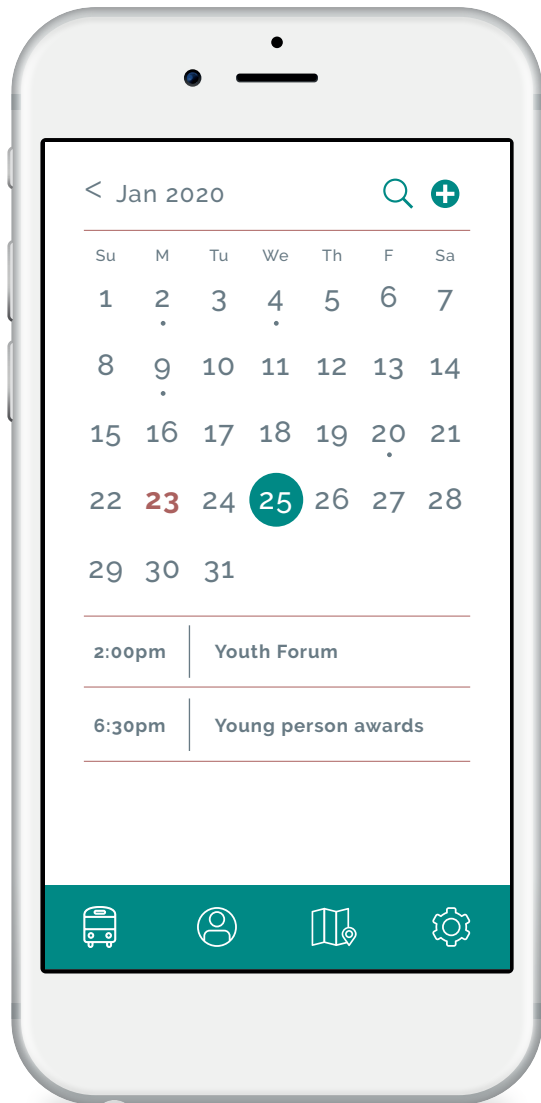 < Jan 2020
Su M Tu We Th F Sa
1 2 3 4 5 6 7
8 9 10 11 12 13 14
15 16 17 18 19 20 21
22 23 24 25 26 27 28
29 30 31
2:00pm Youth Forum
6:30pm Young person awards